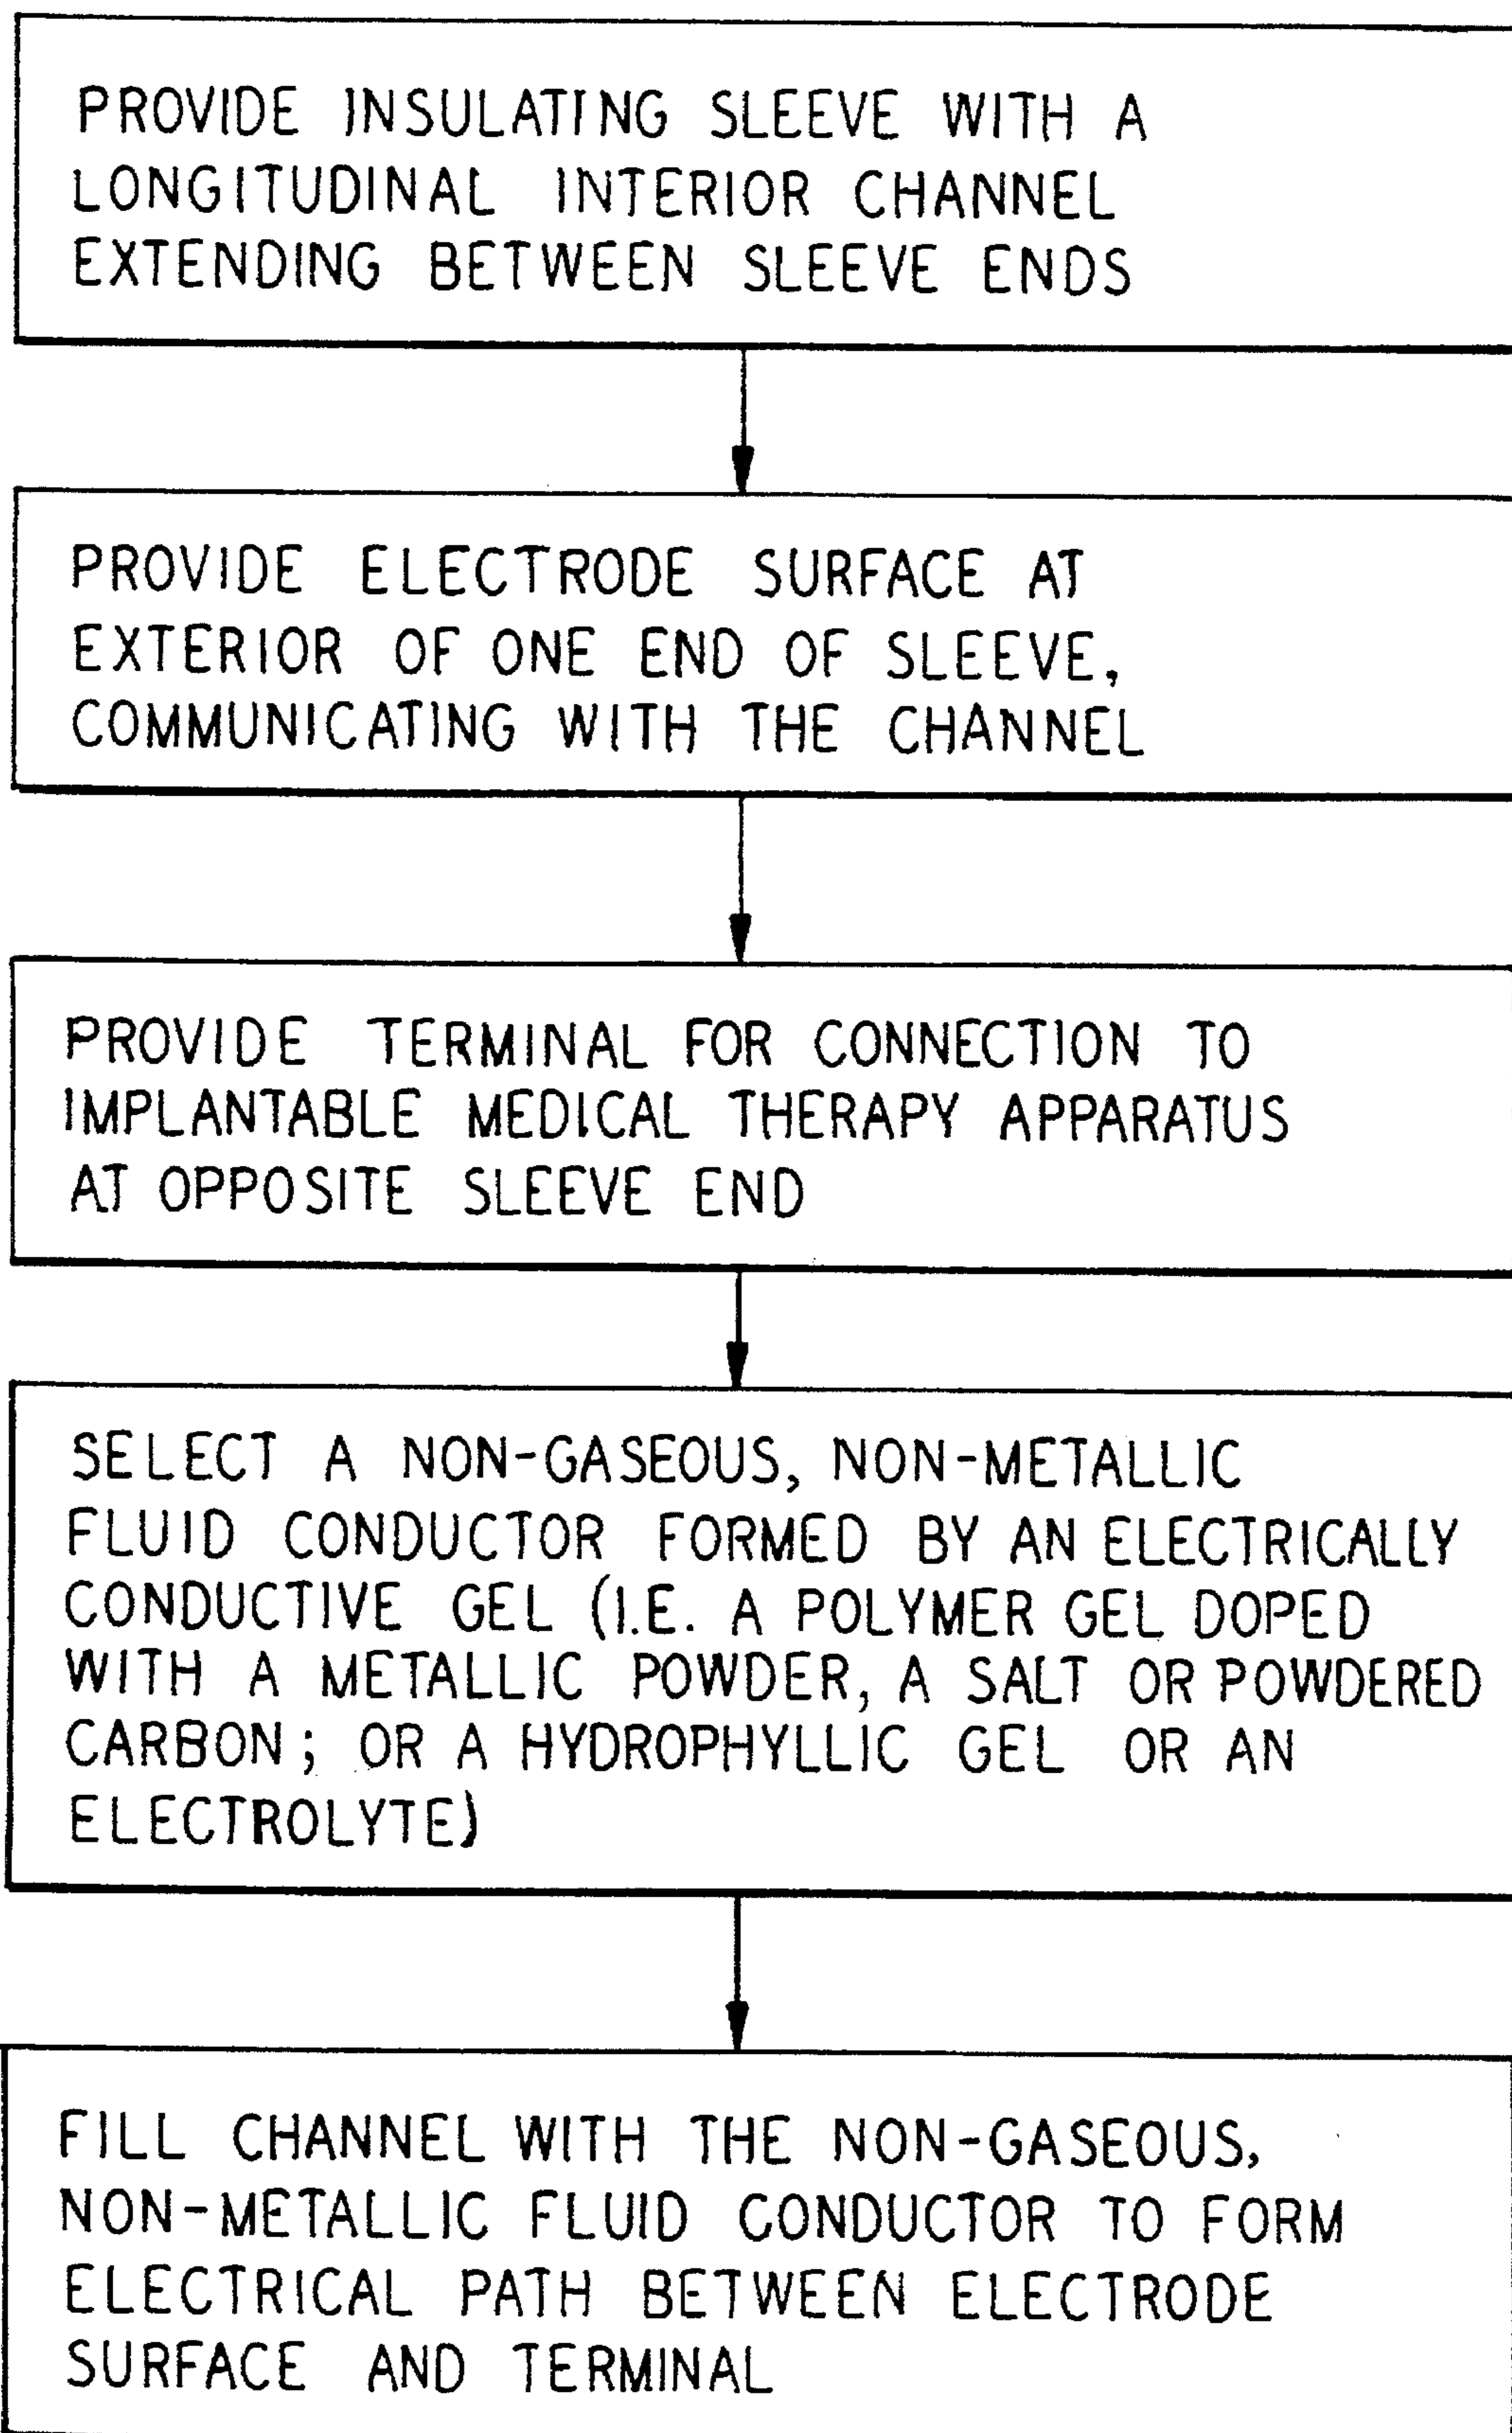 PROVIDE INSULATING SLEEVE WITH A
LONGITUDINAL INTERIOR CHANNEL
EXTENDING BETWEEN SLEEVE ENDS
PROVIDE ELECTRODE SURFACE AT
EXTERIOR OF ONE END OF SLEEVE,
COMMUNICATING WITH THE CHANNEL
PROVIDE TERMINAL FOR CONNECTION TO
IMPLANTABLE MEDICAL THERAPY APPARATUS
AT OPPOSITE SLEEVE END
SELECT A NON-GASEOUS, NON-METALLIC
FLUID CONDUCTOR FORMED BY AN ELECTRICALLY
CONDUCTIVE GEL (I.E. A POLYMER GEL DOPED
WITH A METALLIC POWDER, A SALT OR POWDERED
CARBON; OR A HYDROPHYLLIC GEL OR AN
ELECTROLYTE)
FILL CHANNEL WITH THE NON-GASEOUS,
NON-METALLIC FLUID CONDUCTOR TO FORM
ELECTRICAL PATH BETWEEN ELECTRODE
SURFACE AND TERMINAL